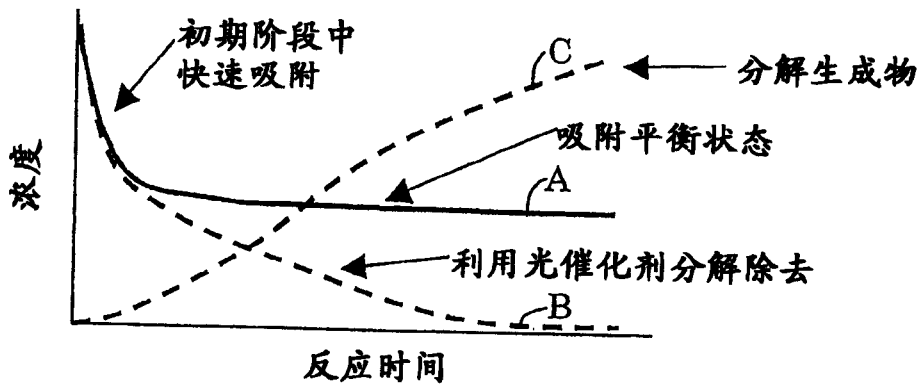 初期阶段中
快速吸附
C
分解生成物
吸附平衡状态
A
浓度
利用光催化剂分解除去
B
反应时间